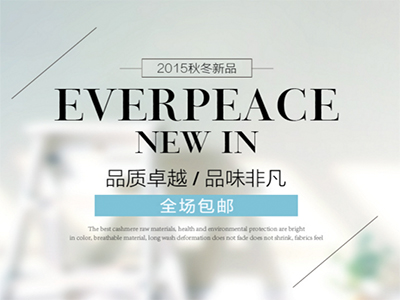 2015秋冬新品
EVERPEACE
NEW IN
品质卓越 / 品味非凡
全场包邮
The best cashmere raw materials, health and environmental protection are bright
in color, breathable material, long wash deformation does not fade does not shrink, fabrics feel